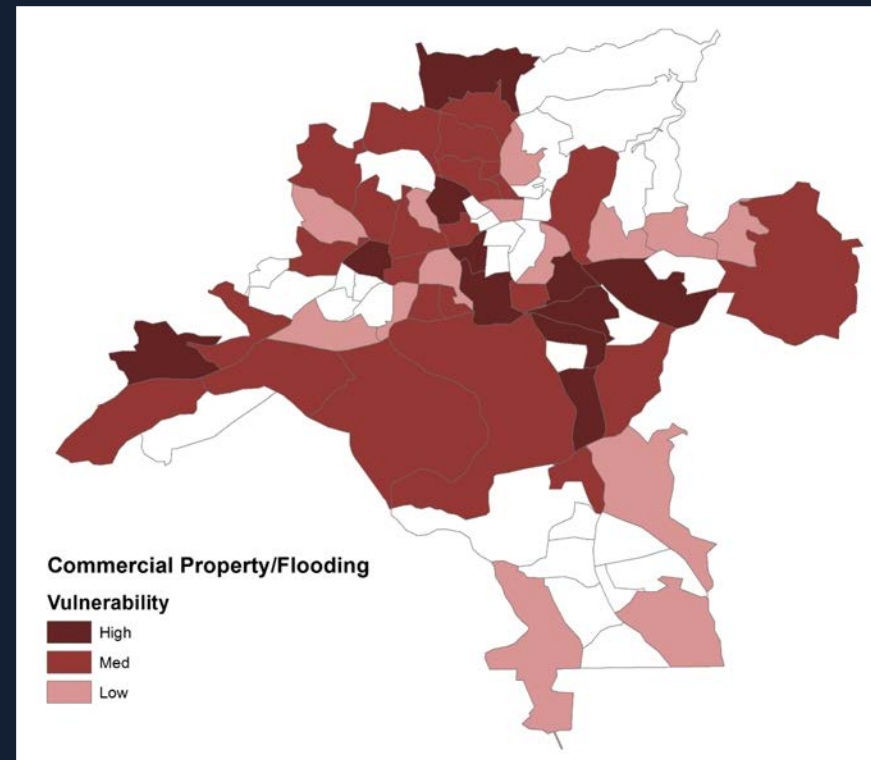 Commercial Property/Flooding
Vulnerability
High
Med
Low